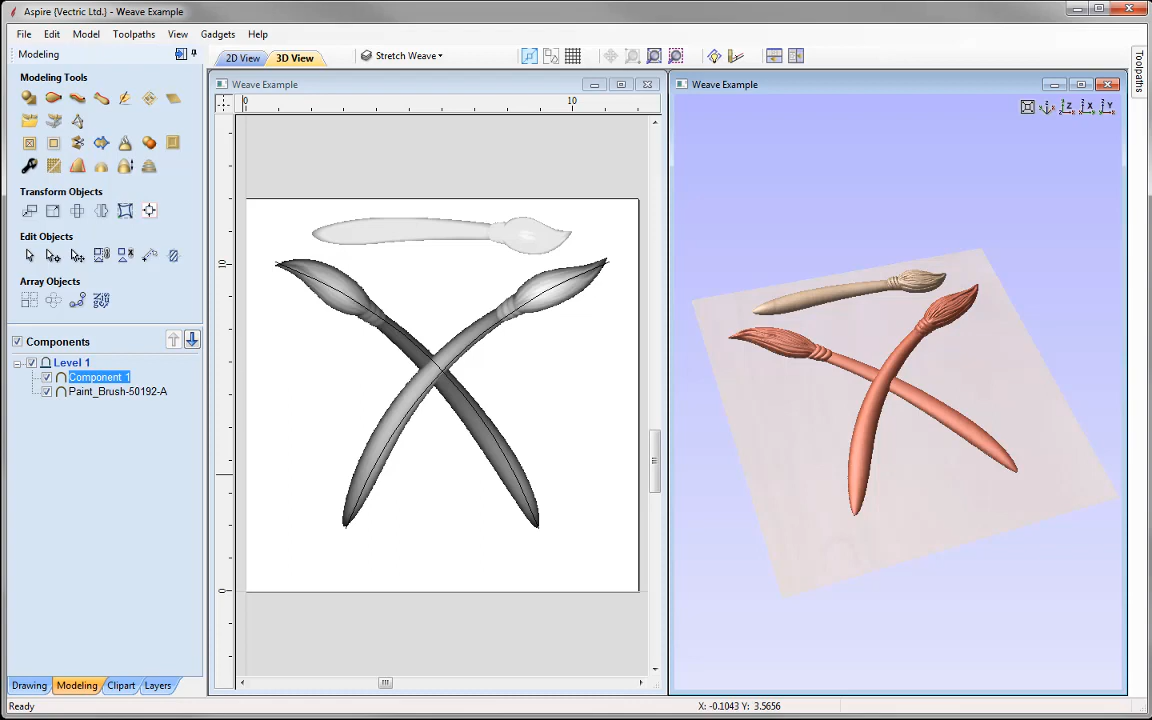 Aspire {Vectric Ltd.} - Weave Example
File Edit Model Toolpaths View Gadgets Help
Modeling
2D View 3D View Stretch Weave
Toolpaths
Modeling Tools
Transform Objects
Edit Objects
Array Objects
Components
Level 1
Component 1
Paint_Brush-50192-A
Drawing Modeling Clipart Layers
Weave Example
0 10
10
0
Weave Example
Z X Y
Ready
X: -0.1043 Y: 3.5656